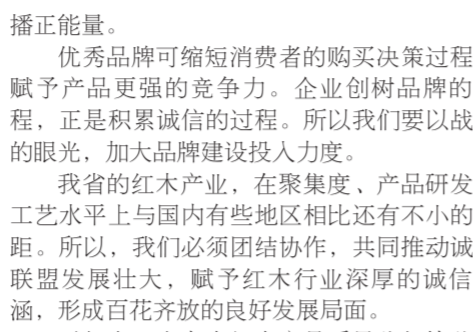 播正能量。
优秀品牌可缩短消费者的购买决策过程
赋予产品更强的竞争力。企业创树品牌的
程，正是积累诚信的过程。所以我们要以战
的眼光，加大品牌建设投入力度。
我省的红木产业，在聚集度、产品研发
工艺水平上与国内有些地区相比还有不小的
距。所以，我们必须团结协作，共同推动诚
联盟发展壮大，赋予红木行业深厚的诚信
涵，形成百花齐放的良好发展局面。